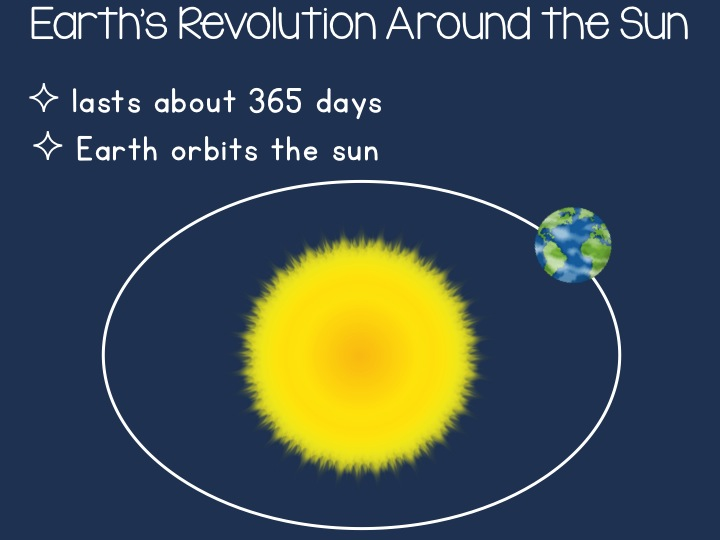 Earth's Revolution Around the Sun
lasts about 365 days
Earth orbits the sun